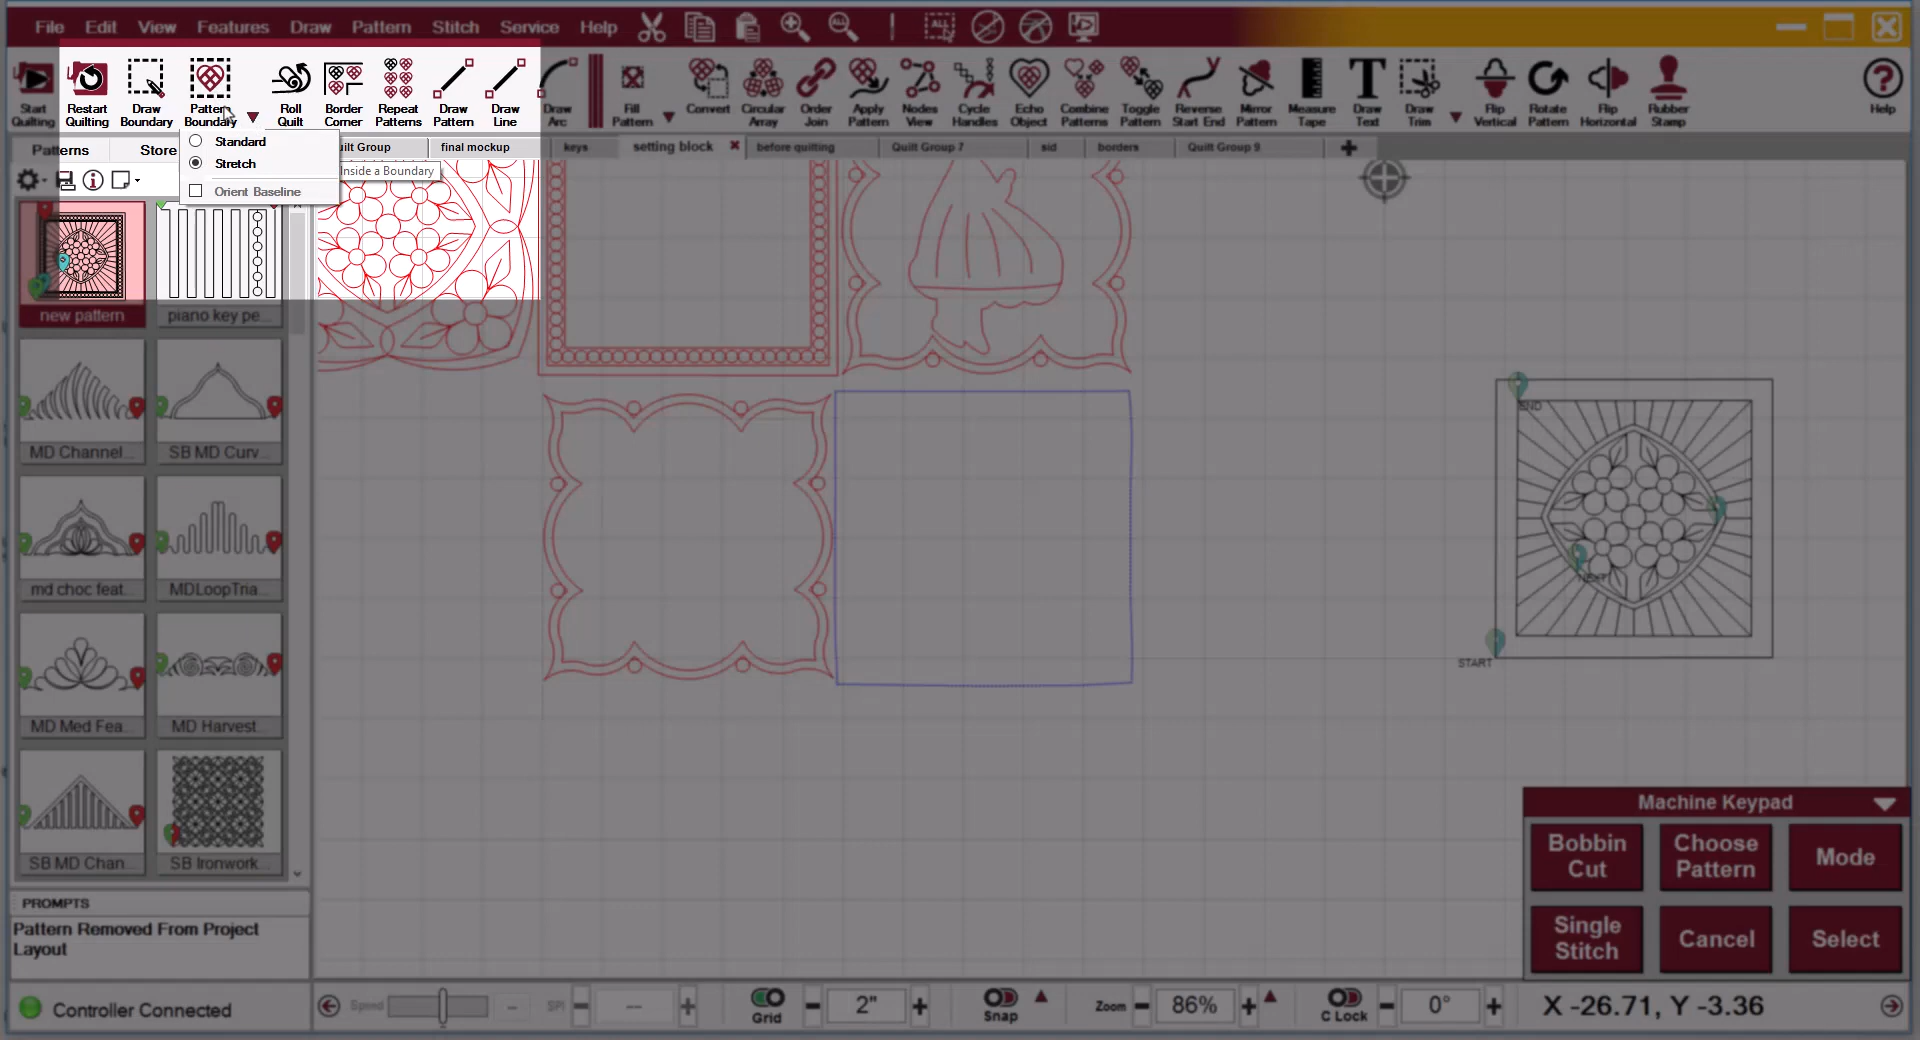 File Edit View Features Draw Pattern Stitch Service Help
ALL
Start Quilting
Restart Quilting
Draw Boundary
Pattern Boundary
Roll Quilt
Border Corner
Repeat Patterns
Draw Pattern
Draw Line
Draw Arc
Fill Pattern
Convert
Circular Array
Order Join
Apply Pattern
Nodes View
Cycle Handles
Echo Object
Combine Patterns
Toggle Pattern
Reverse Start End
Mirror Pattern
Measure Tape
Draw Text
Draw Trim
Flip Vertical
Rotate Pattern
Flip Horizontal
Rubber Stamp
Help
Standard
Stretch
Orient Baseline
Store
uilt Group
final mockup
keys
setting block
before quilting
Quilt Group 7
sid
borders
Quilt Group 9
Inside a Boundary
new pattern
piano key pe...
MD Channel...
SB MD Curv...
md choc feat...
MDLoopTria...
MD Med Fea...
MD Harvest...
SB MD Chan...
SB Ironwork...
END
NEXT
START
PROMPTS
Pattern Removed From Project
Layout
Machine Keypad
Bobbin Cut
Choose Pattern
Mode
Single Stitch
Cancel
Select
Controller Connected
Speed
--
SPI
--
Grid
2"
Snap
Zoom
86%
C Lock
0°
X -26.71, Y -3.36